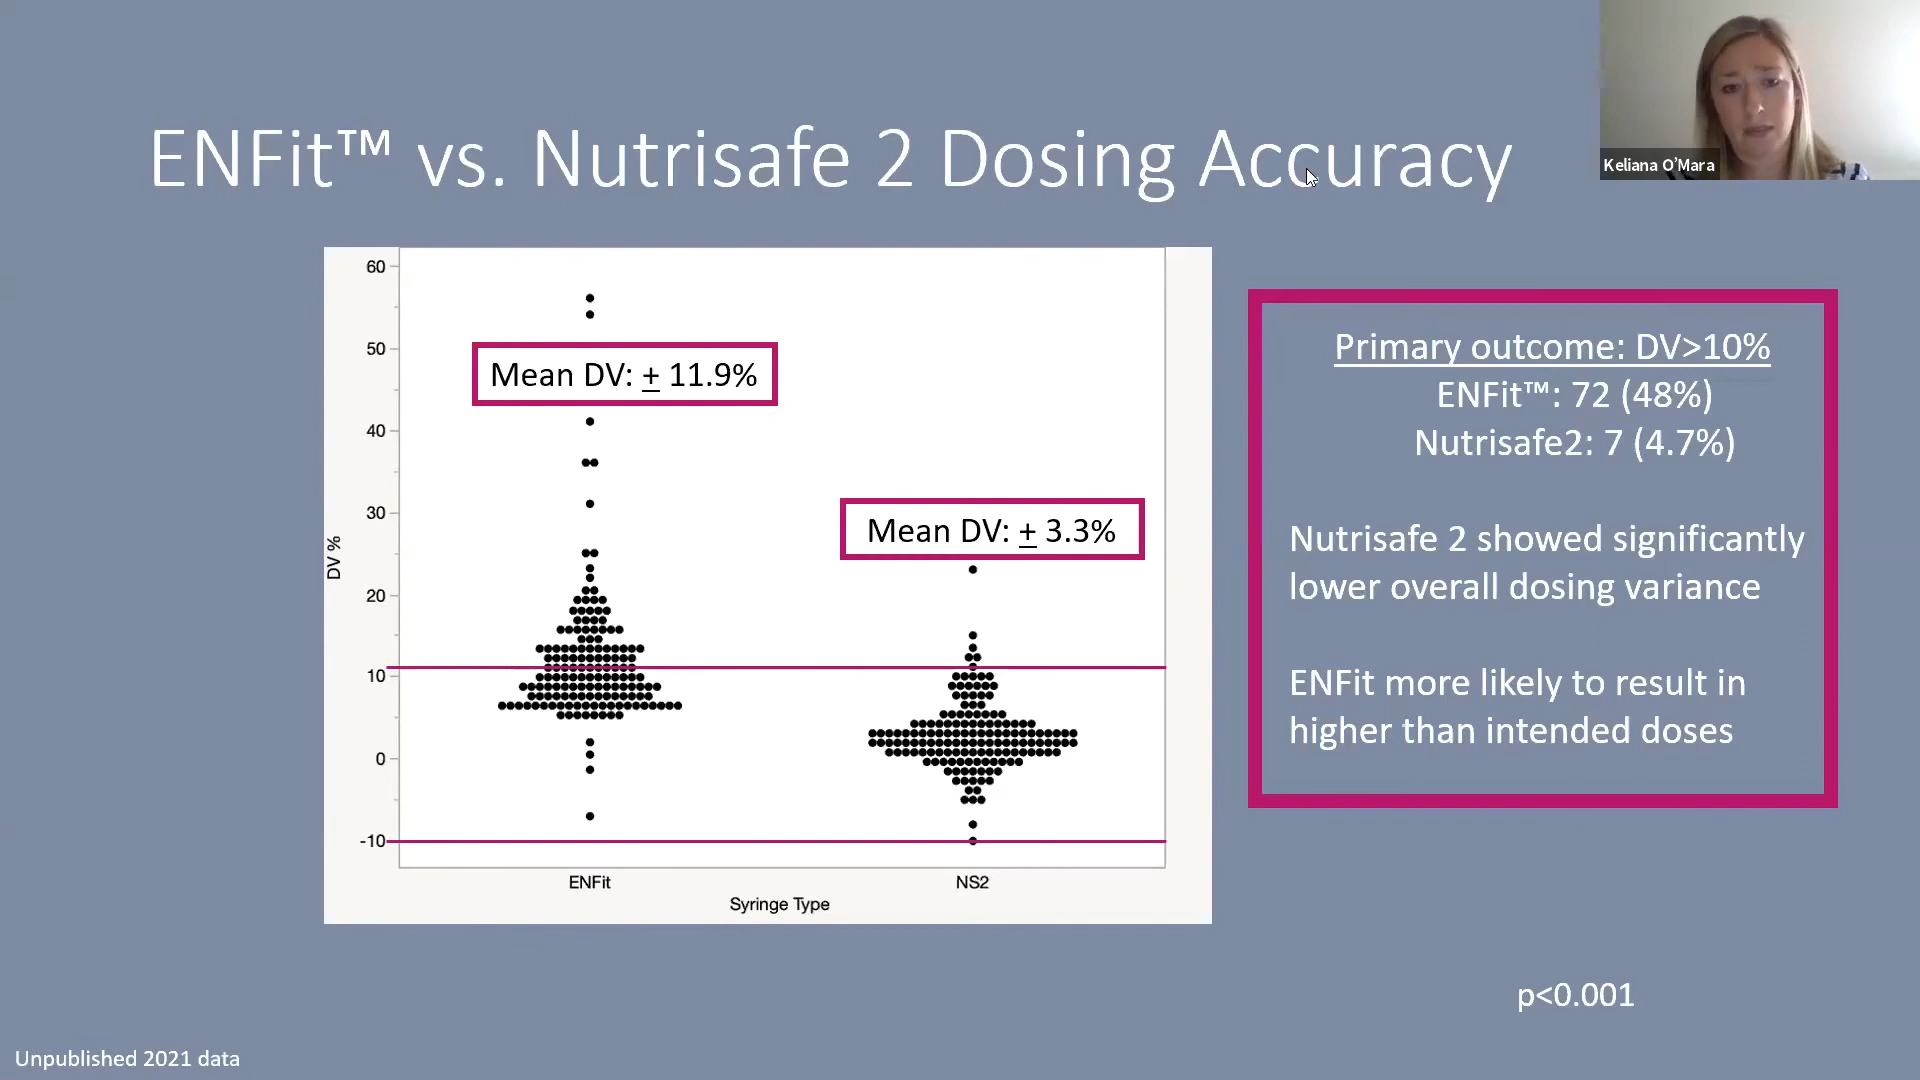 Keliana O'Mara
ENFit™ vs. Nutrisafe 2 Dosing Accuracy
60
50
40
30
20
10
0
-10
DV %
Mean DV: + 11.9%
Mean DV: + 3.3%
ENFit
NS2
Syringe Type
Primary outcome: DV>10%
ENFit™: 72 (48%)
Nutrisafe2: 7 (4.7%)
Nutrisafe 2 showed significantly
lower overall dosing variance
ENFit more likely to result in
higher than intended doses
p<0.001
Unpublished 2021 data